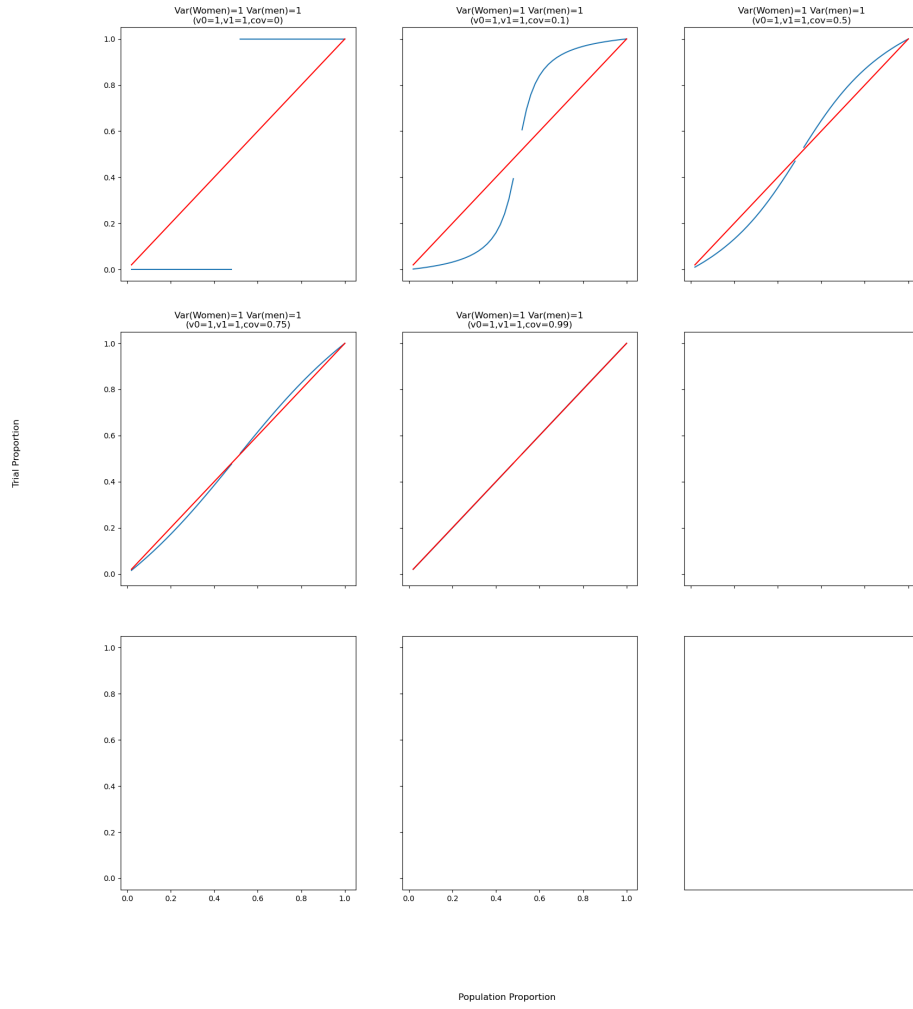 Var(Women)=1 Var(men)=1
(v0=1,v1=1,cov=0)
Var(Women)=1 Var(men)=1
(v0=1,v1=1,cov=0.1)
Var(Women)=1 Var(men)=1
(v0=1,v1=1,cov=0.5)
1.0
0.8
0.6
0.4
0.2
0.0
Var(Women)=1 Var(men)=1
(v0=1,v1=1,cov=0.75)
Var(Women)=1 Var(men)=1
(v0=1,v1=1,cov=0.99)
1.0
0.8
0.6
0.4
0.2
0.0
Trial Proportion
1.0
0.8
0.6
0.4
0.2
0.0
0.0 0.2 0.4 0.6 0.8 1.0
0.0 0.2 0.4 0.6 0.8 1.0
Population Proportion